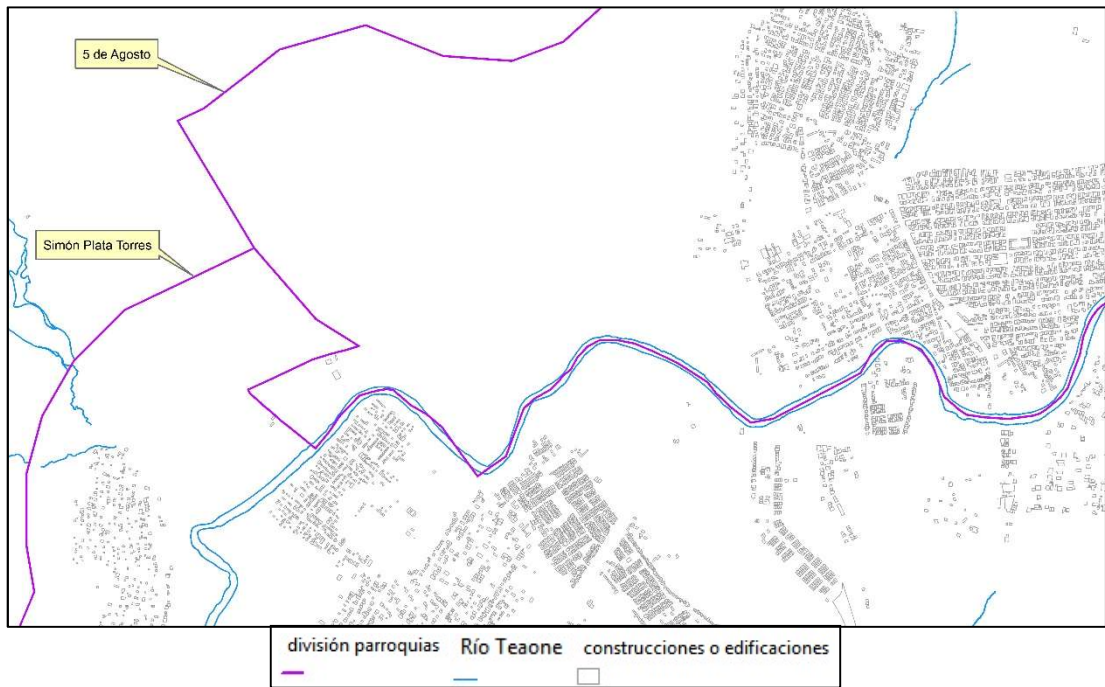 5 de Agosto
Simón Plata Torres
división parroquias Río Teaone construcciones o edificaciones